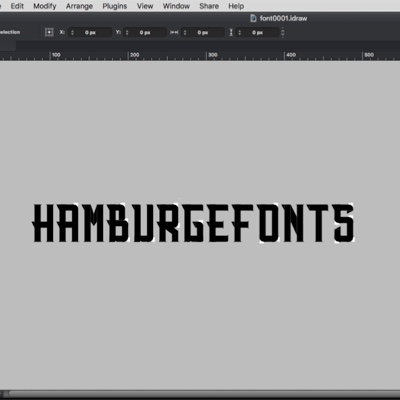 Edit Modify Arrange Plugins View Window Share Help
font0001.idraw
election X: 0 px Y: 0 px 0 px 0 px
100 200 300 400 500
HAMBURGEFONTS